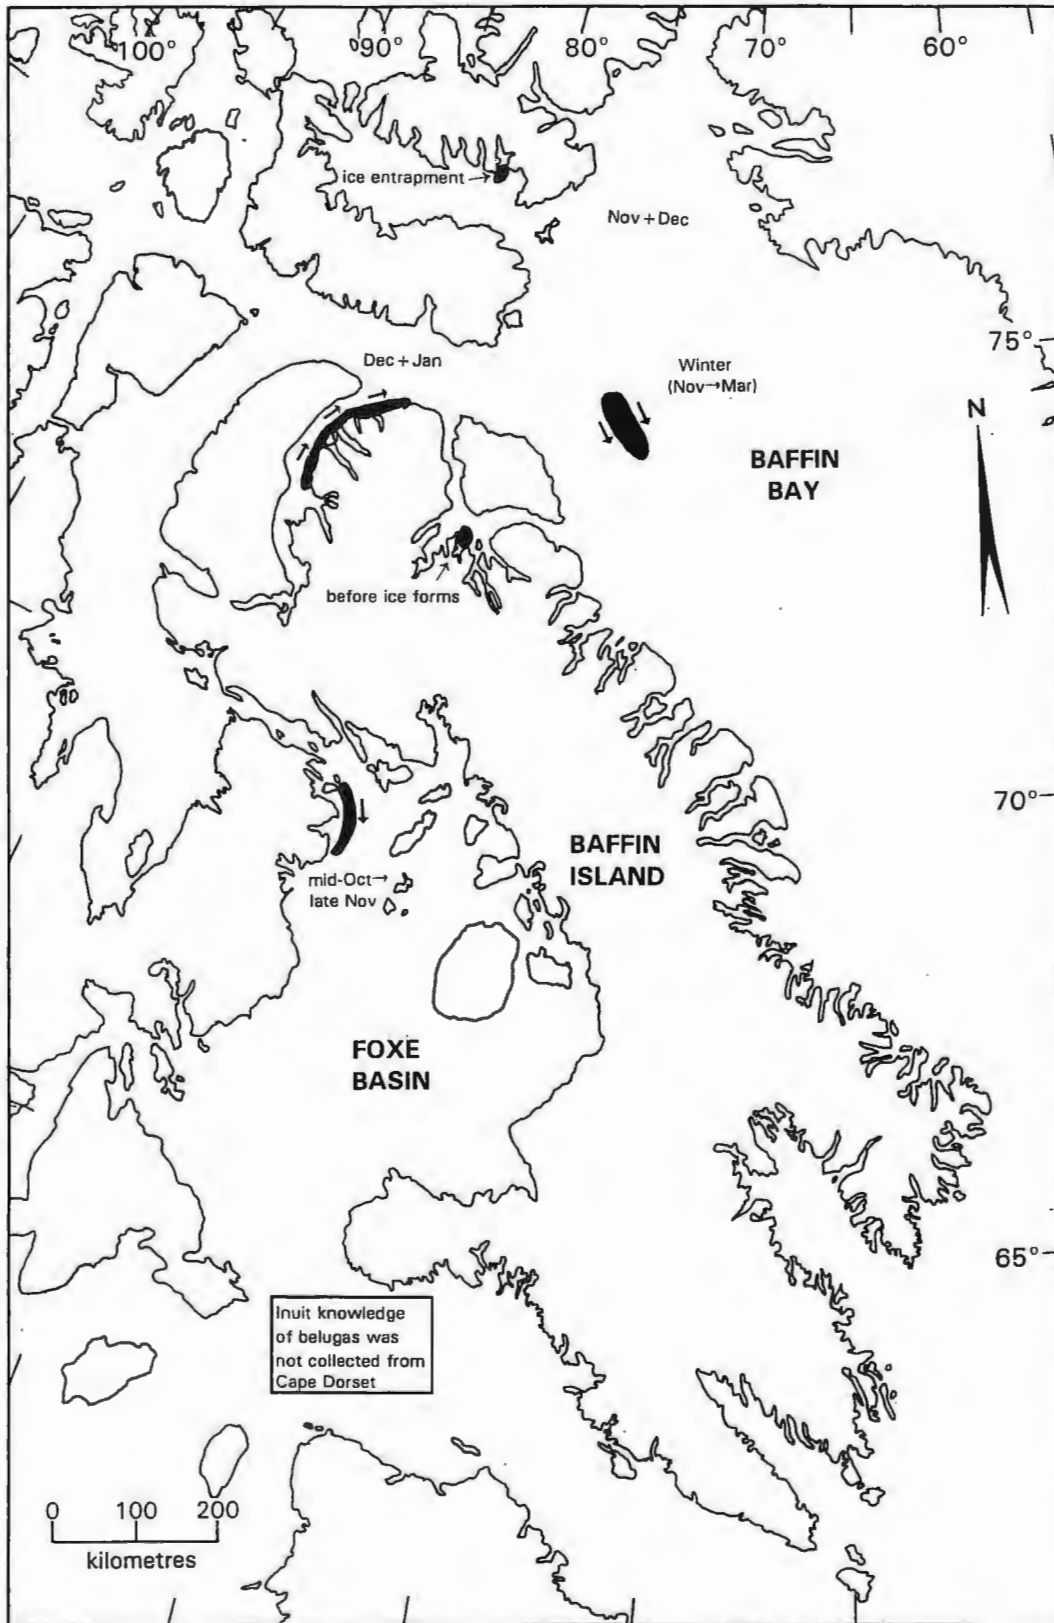 100°
90°
80°
70°
60°
ice entrapment→
Nov+Dec
75°
Dec+Jan
Winter
(Nov→Mar)
N
BAFFIN
BAY
before ice forms
70°
BAFFIN
ISLAND
mid-Oct→
late Nov
FOXE
BASIN
65°
Inuit knowledge
of belugas was
not collected from
Cape Dorset
0 100 200
kilometres